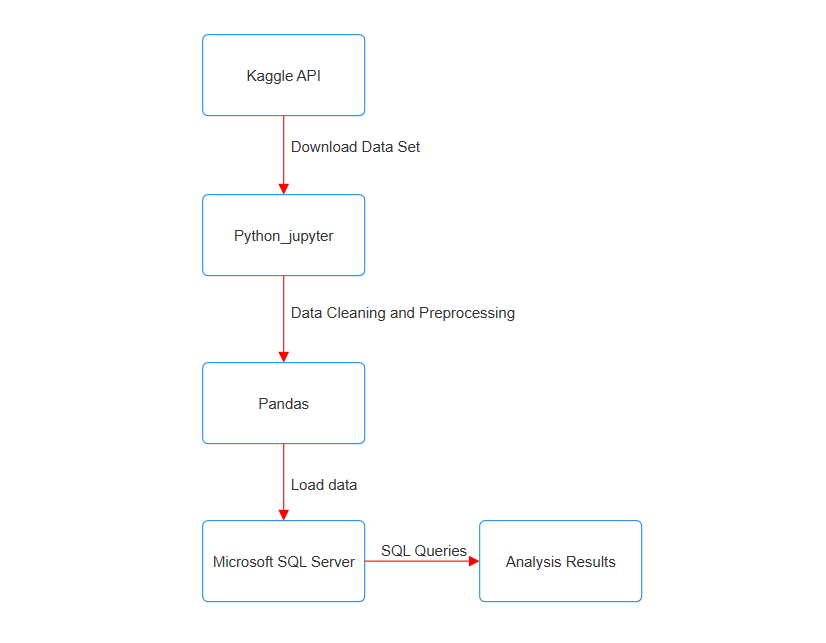 Kaggle API
Download Data Set
Python_jupyter
Data Cleaning and Preprocessing
Pandas
Load data
Microsoft SQL Server
SQL Queries
Analysis Results